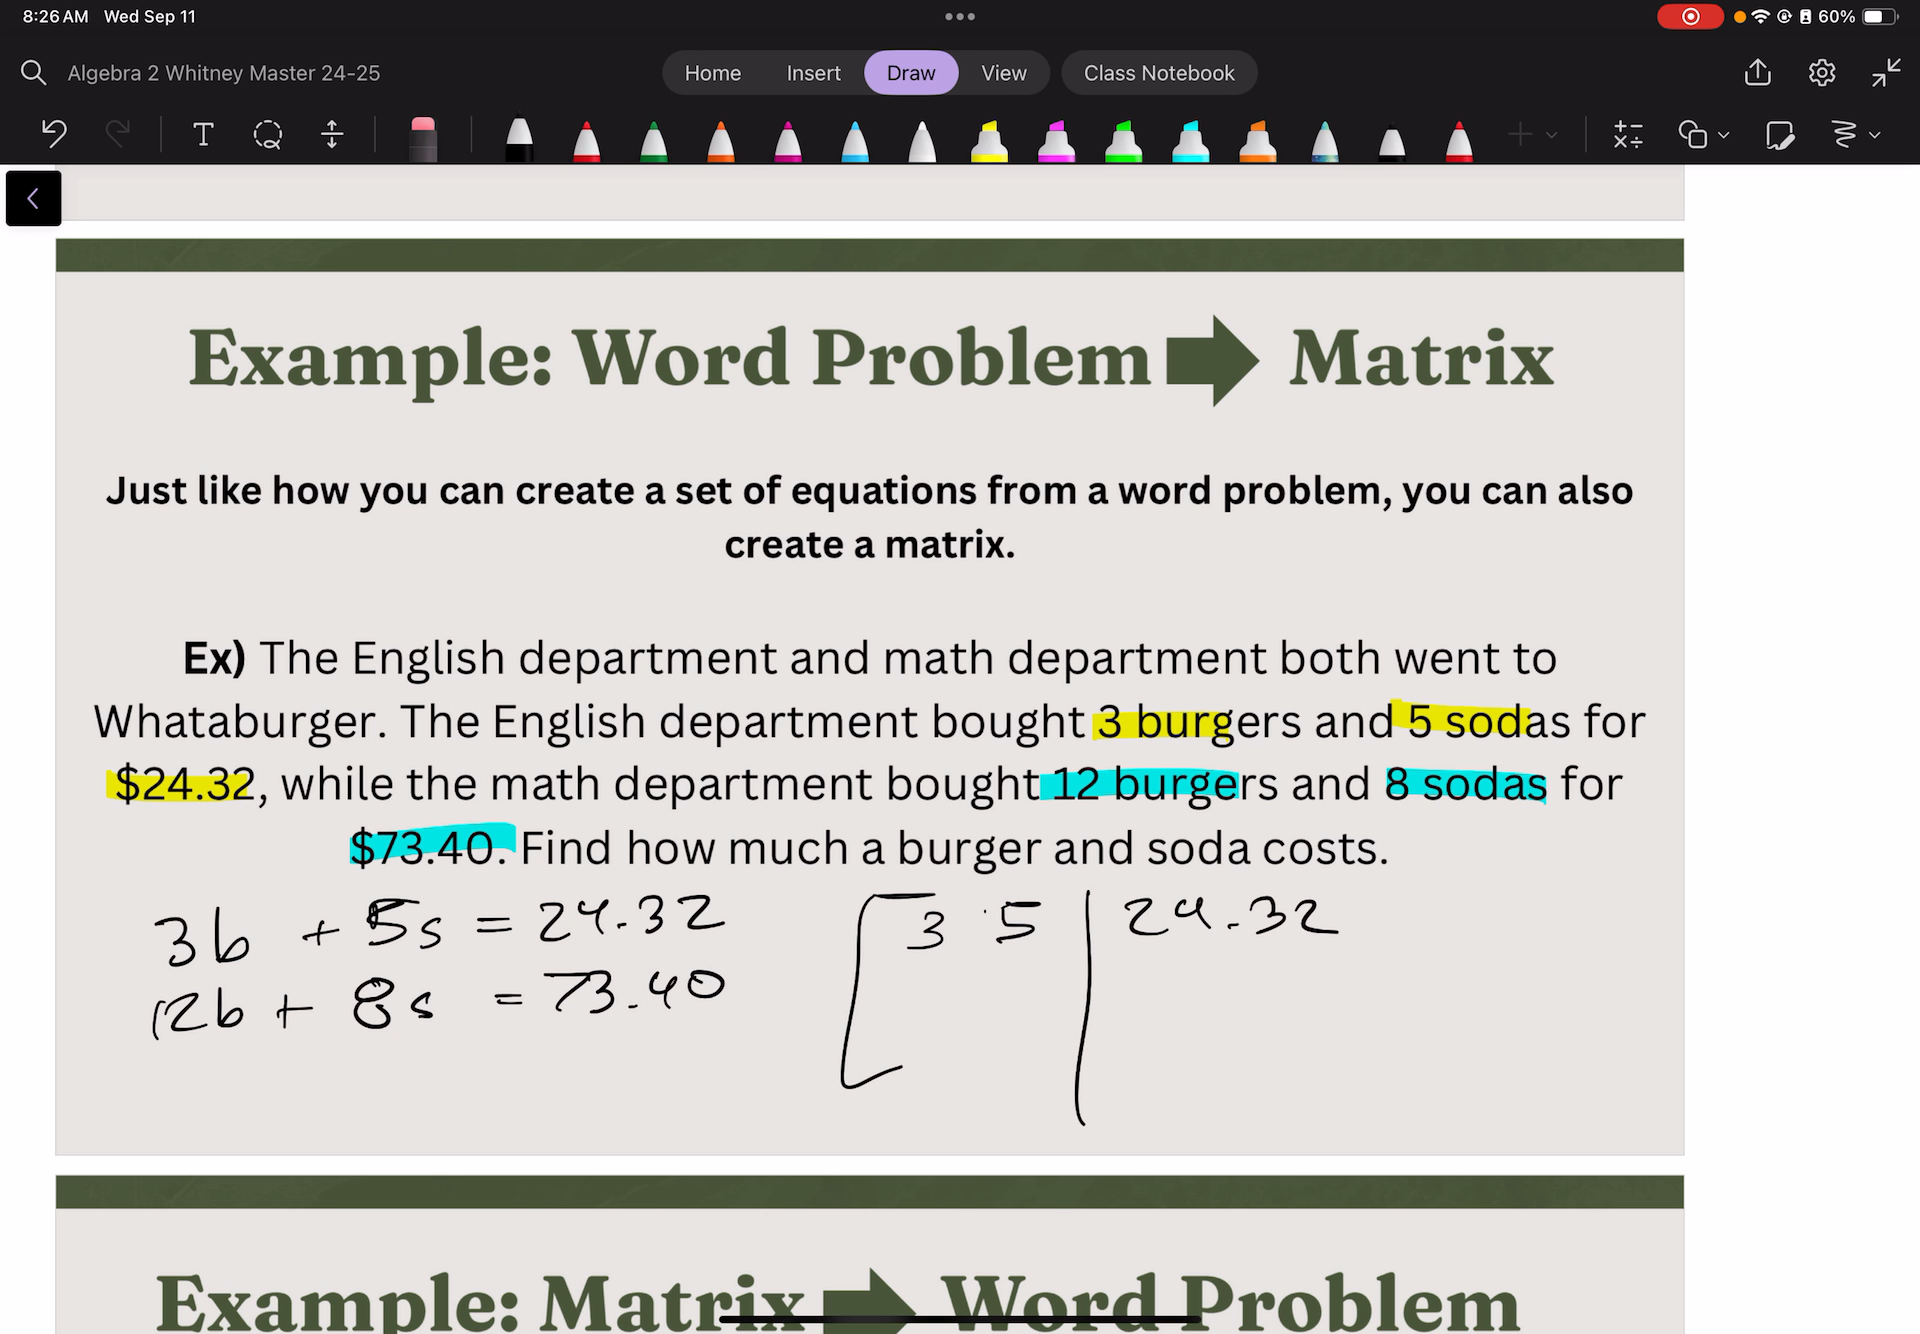 8:26 AM Wed Sep 11
60%
Algebra 2 Whitney Master 24-25
Home Insert Draw View Class Notebook
Example: Word Problem Matrix
Just like how you can create a set of equations from a word problem, you can also
create a matrix.
Ex) The English department and math department both went to
Whataburger. The English department bought 3 burgers and 5 sodas for
$24.32, while the math department bought 12 burgers and 8 sodas for
$73.40. Find how much a burger and soda costs.
3b + 5s = 24.32 [3 5 | 24.32
12b + 8s = 73.40
Example: Matrix Word Problem